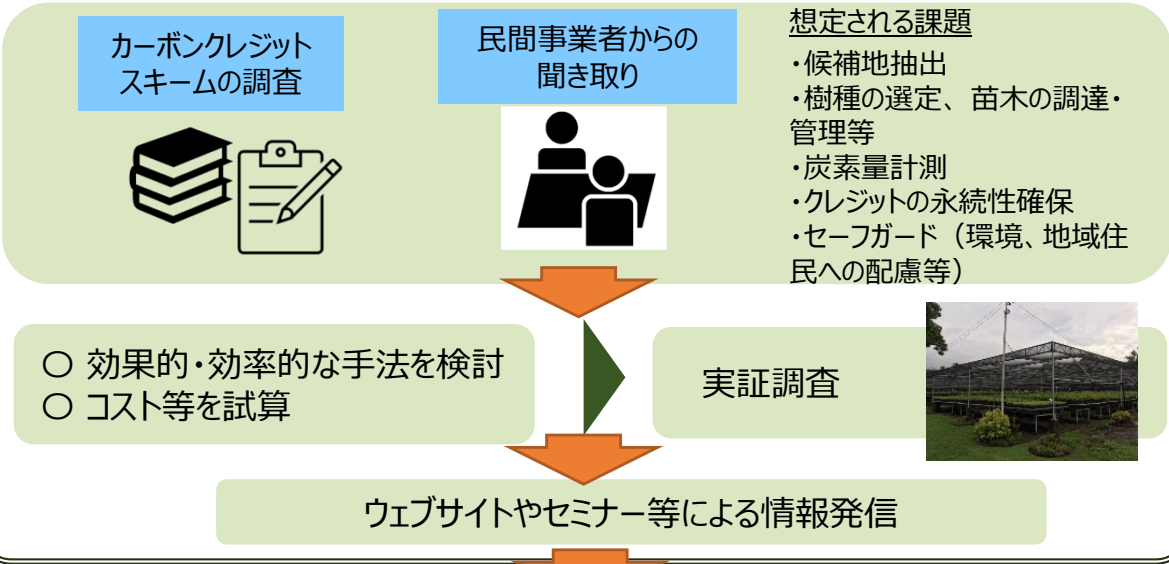 カーボンクレジット
スキームの調査
民間事業者からの
聞き取り
想定される課題
・候補地抽出
・樹種の選定、苗木の調達・
管理等
・炭素量計測
・クレジットの永続性確保
・セーフガード（環境、地域住
民への配慮等）
〇 効果的・効率的な手法を検討
〇 コスト等を試算
実証調査
ウェブサイトやセミナー等による情報発信